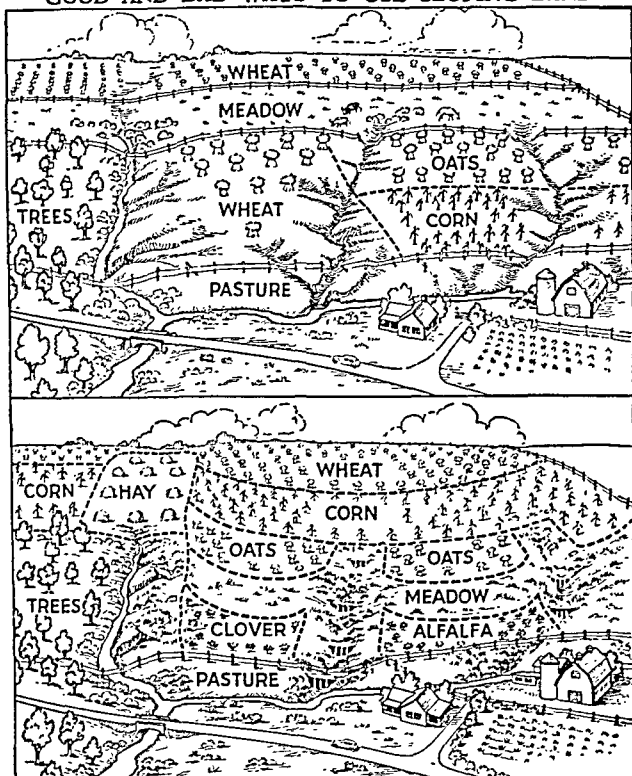 GOOD AND BAD WAYS TO USE SLOPING LAND
WHEAT
MEADOW
OATS
TREES
WHEAT
CORN
PASTURE
WHEAT
CORN
HAY
CORN
OATS
OATS
TREES
MEADOW
CLOVER
ALFALFA
PASTURE